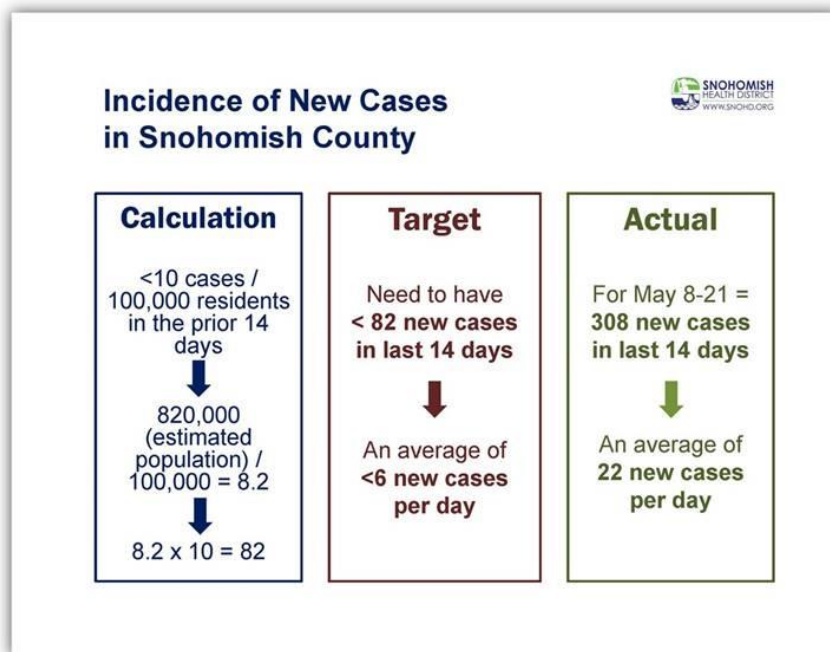 Incidence of New Cases
in Snohomish County
SNOHOMISH
HEALTH DISTRICT
WWW.SNOHD.ORG
Calculation
<10 cases /
100,000 residents
in the prior 14
days
820,000
(estimated
population) /
100,000 = 8.2
8.2 x 10 = 82
Target
Need to have
< 82 new cases
in last 14 days
An average of
<6 new cases
per day
Actual
For May 8-21 =
308 new cases
in last 14 days
An average of
22 new cases
per day